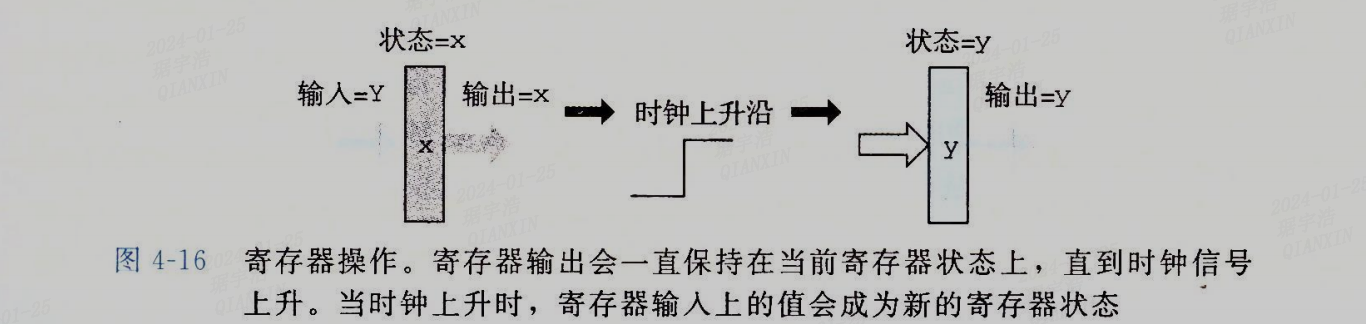 状态=x
状态=y
输入=Y
输出=x
时钟上升沿
输出=y
x
y
图 4-16 寄存器操作。寄存器输出会一直保持在当前寄存器状态上，直到时钟信号
上升。当时钟上升时，寄存器输入上的值会成为新的寄存器状态
2024-01-25
QIANXIN